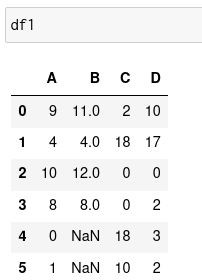 df1
A B C D
0 9 11.0 2 10
1 4 4.0 18 17
2 10 12.0 0 0
3 8 8.0 0 2
4 0 NaN 18 3
5 1 NaN 10 2